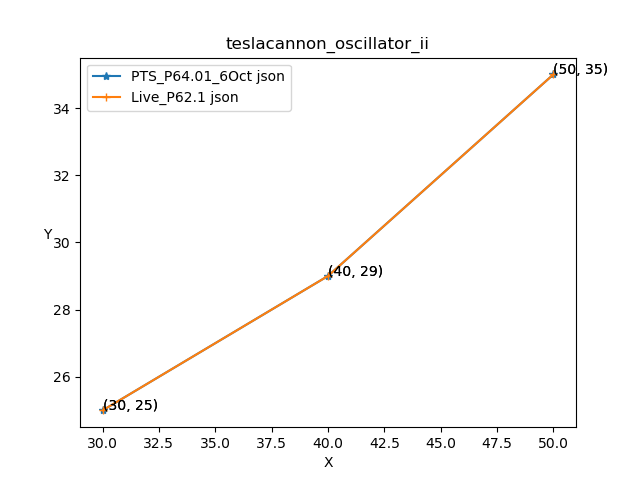 teslacannon_oscillator_ii
PTS_P64.01_6Oct json
Live_P62.1 json
(50, 35)
(40, 29)
(30, 25)
Y
34
32
30
28
26
30.0 32.5 35.0 37.5 40.0 42.5 45.0 47.5 50.0
X